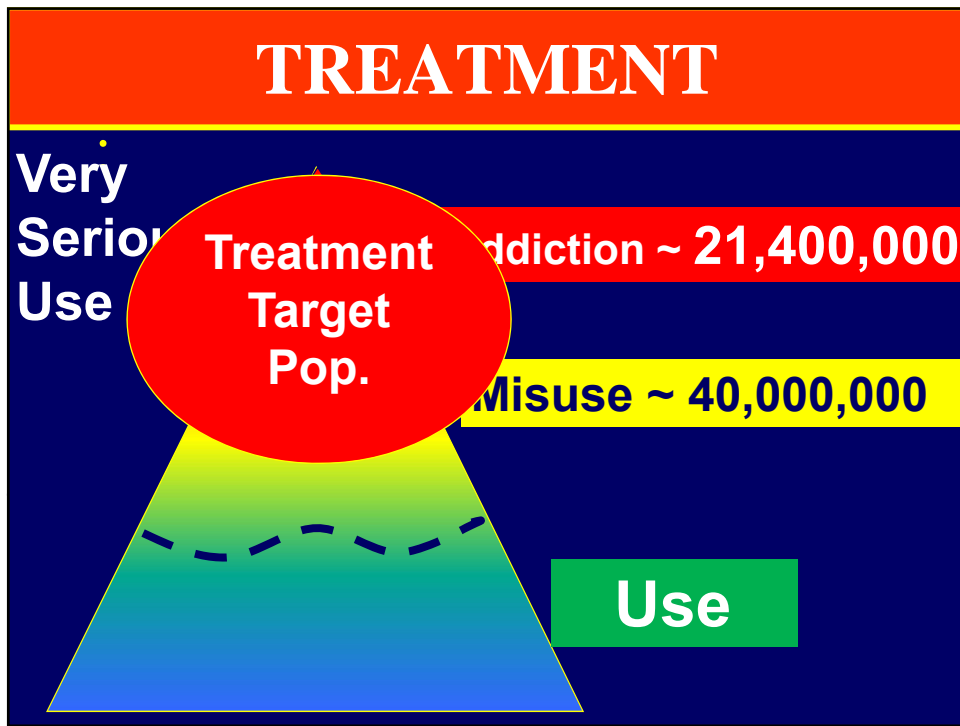 TREATMENT
Very
Seriou
Use
Treatment
Target
Pop.
ddiction ~ 21,400,000
Misuse ~ 40,000,000
Use